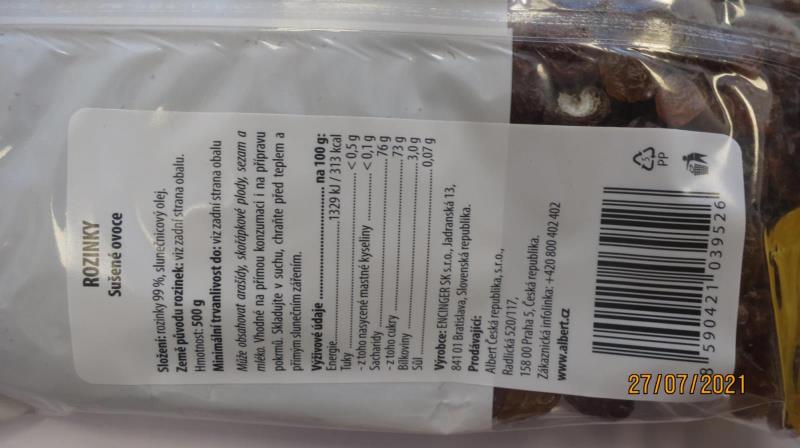 ROZINKY
Sušené ovoce
Složení: rozinky 99 %, slunečnicový olej.
Země původu rozinek: viz zadní strana obalu.
Hmotnost: 500 g
Minimální trvanlivost do: viz zadní strana obalu
Může obsahovat arašídy, skořápkové plody, sezam a
mléko. Vhodné na přímou konzumaci i na přípravu
pokrmů. Skladujte v suchu, chraňte před teplem a
přímým slunečním zářením.
Výživové údaje ........ na 100 g:
Energie ........ 1329 kJ / 313 kcal
Tuky ........ < 0,5 g
- z toho nasycené mastné kyseliny ........ < 0,1 g
Sacharidy ........ 76 g
- z toho cukry ........ 73 g
Bílkoviny ........ 3,0 g
Sůl ........ 0,07 g
Výrobce: ENCINGER SK s.r.o., Jadranská 13,
841 01 Bratislava, Slovenská republika.
Prodávající:
Albert Česká republika, s.r.o.,
Radlická 520/117,
158 00 Praha 5, Česká republika.
Zákaznická infolinka: +420 800 402 402
www.albert.cz
5
PP
8 590421 039526
27/07/2021